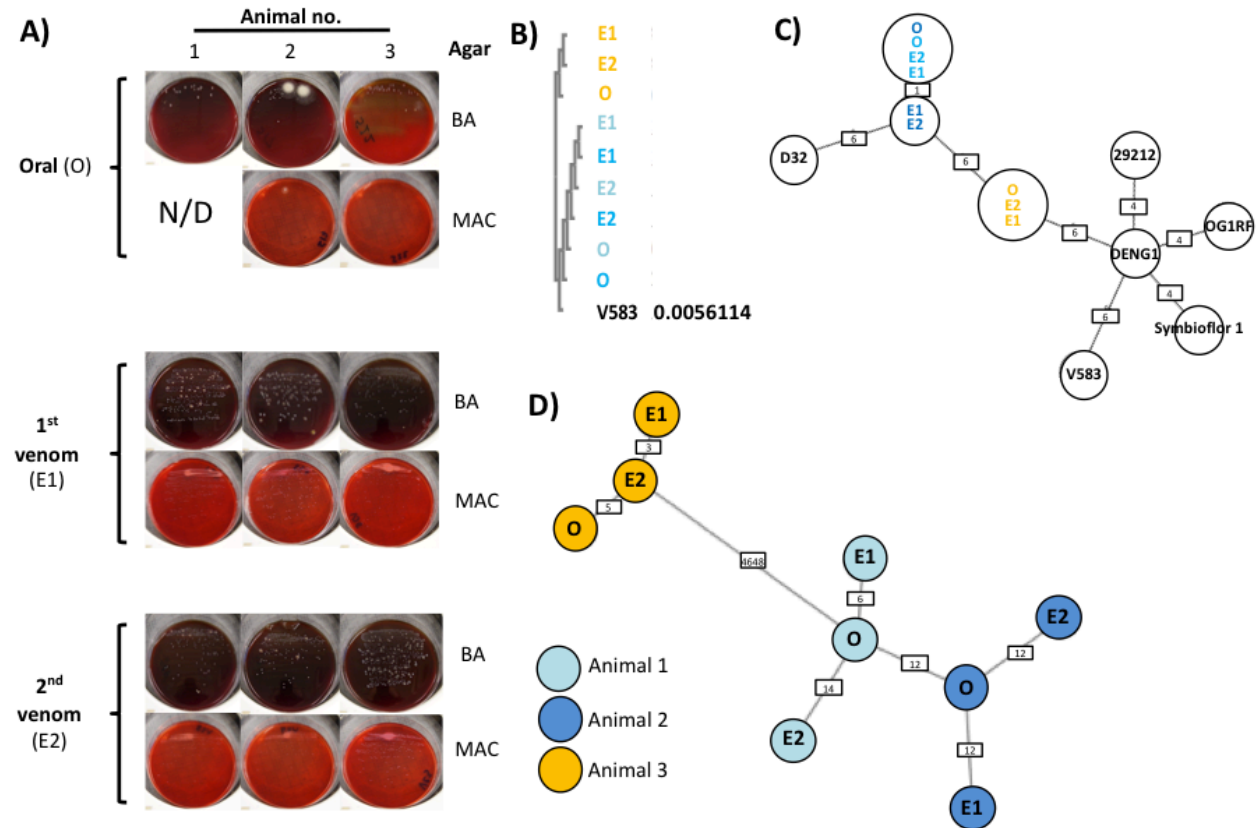 A)
Animal no.
1 2 3 Agar
Oral (O)
BA
N/D
MAC
1st venom (E1)
BA
MAC
2nd venom (E2)
BA
MAC
B)
E1
E2
O
E1
E1
E2
E2
O
O
V583 0.0056114
C)
O
O
E2
E1
1
E1
E2
D32
6
6
O
E2
E1
6
29212
4
OG1RF
4
DENG1
4
Symbioflor 1
6
V583
D)
E1
3
E2
5
O
4648
E1
6
O
14
E2
12
O
12
E2
12
E1
Animal 1
Animal 2
Animal 3